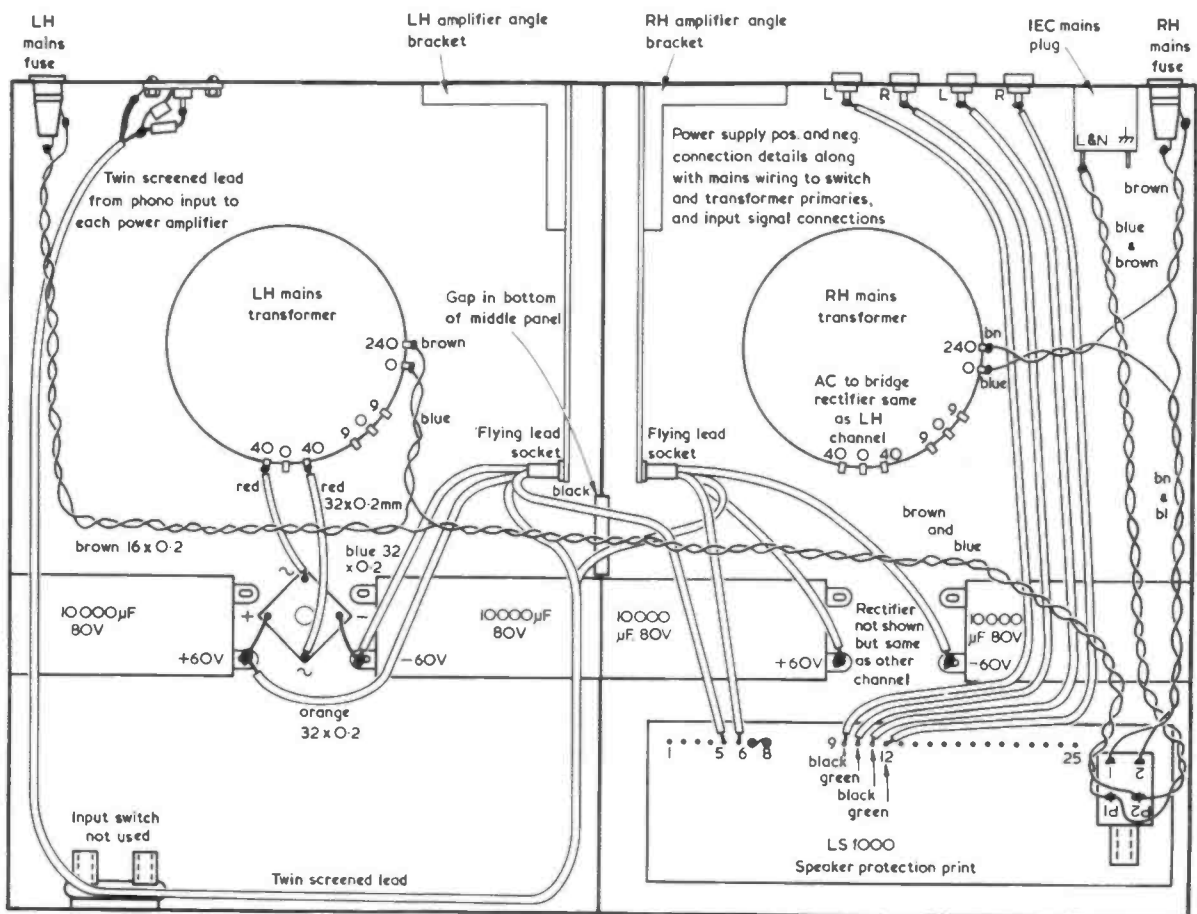 LH
mains
fuse
LH amplifier angle
bracket
RH amplifier angle
bracket
IEC mains
plug
RH
mains
fuse
L
R
L
R
L&N
Twin screened lead
from phono input to
each power amplifier
Power supply pos. and neg.
connection details along
with mains wiring to switch
and transformer primaries,
and input signal connections
brown
blue
&
brown
LH mains
transformer
Gap in bottom
of middle panel
RH mains
transformer
240
brown
0
blue
9
0
9
40
0
40
red
red
32x0·2mm
Flying lead
socket
black
Flying lead
socket
bn
240
0
blue
AC to bridge
rectifier same
as LH
channel
9
0
9
40
0
40
bn
&
bl
brown
and
blue
brown 16x0·2
blue 32
x0·2
~
10000µF
80V
+
-
+60V
~
-60V
10000µF
80V
10000
µF 80V
+60V
Rectifier
not shown
but same
as other
channel
10000
µF 80V
-60V
orange
32x0·2
1
5
6
8
9
12
25
black
green
black
green
1
2
P1
P2
Input switch
not used
Twin screened lead
LS 1000
Speaker protection print